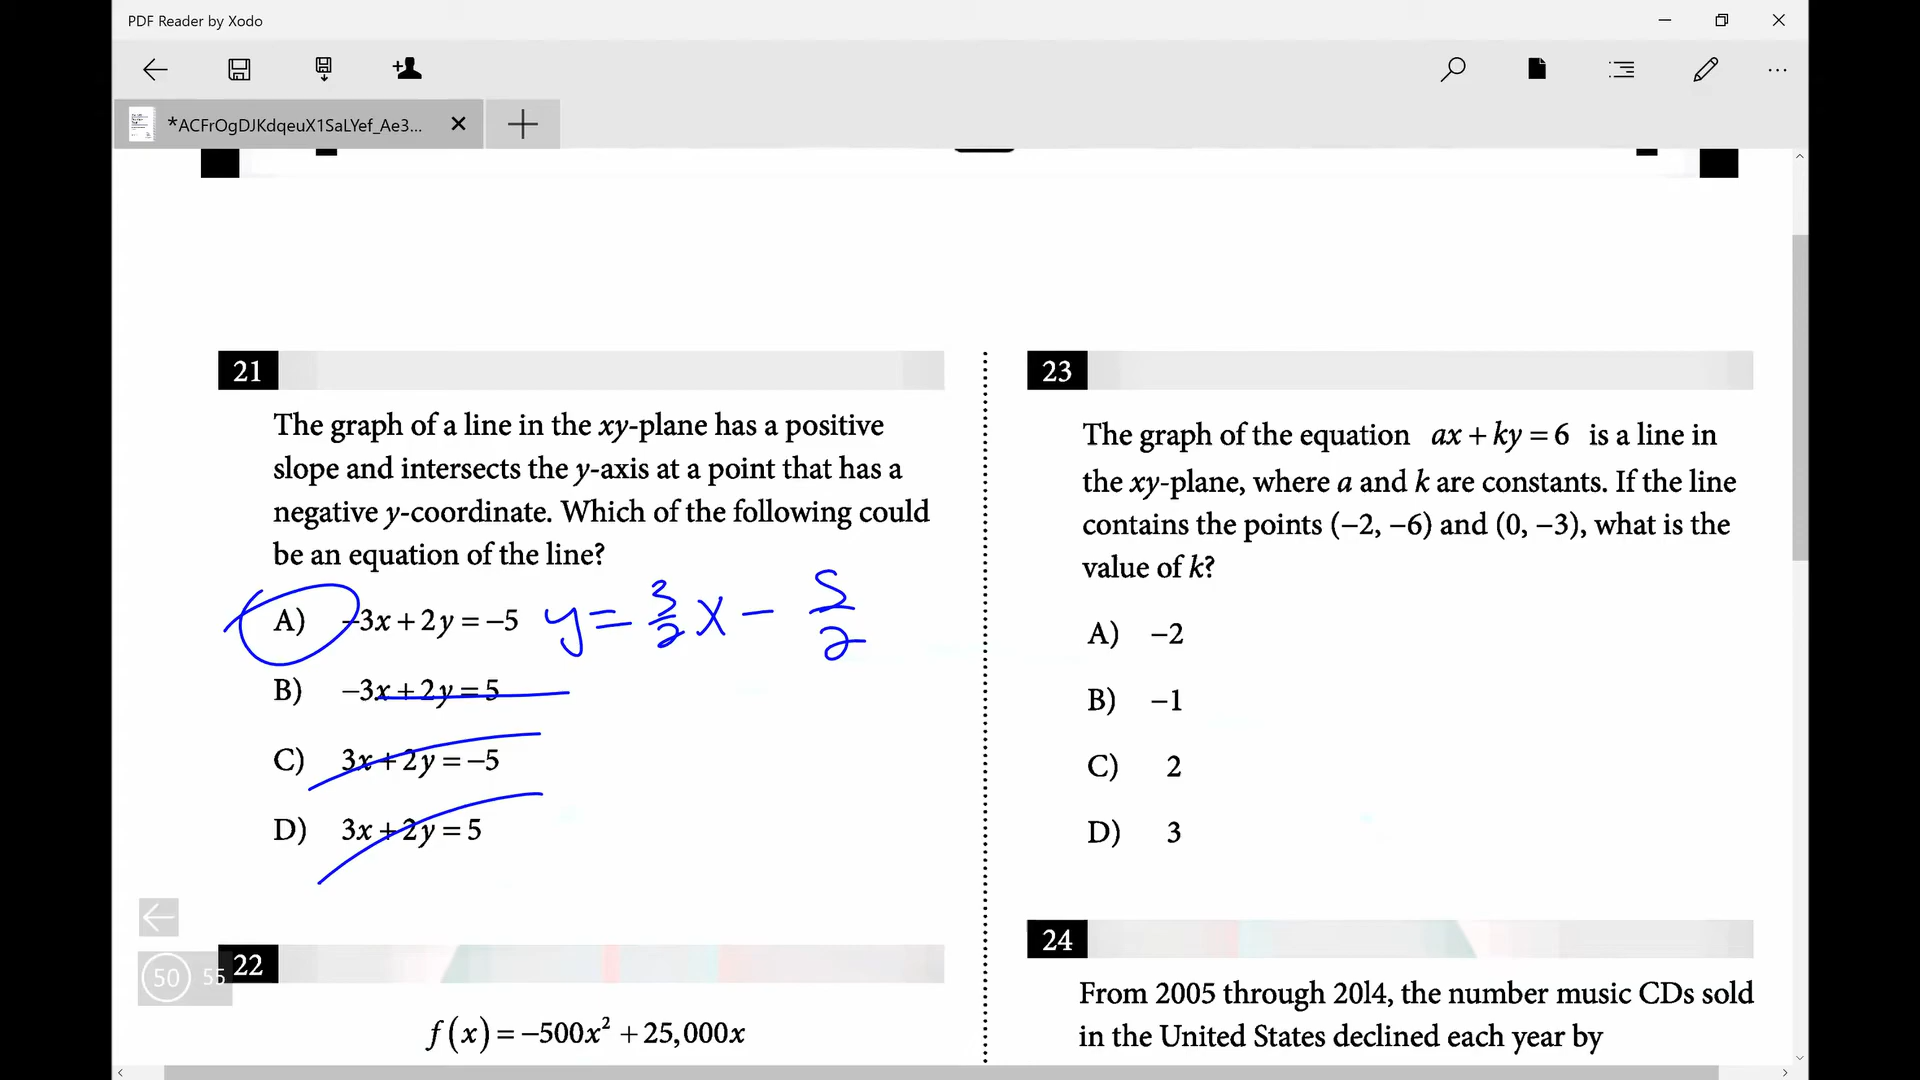 PDF Reader by Xodo
*ACFrOgDJKdqeuX1SaLYef_Ae3...
21
The graph of a line in the xy-plane has a positive
slope and intersects the y-axis at a point that has a
negative y-coordinate. Which of the following could
be an equation of the line?
A) −3x + 2y = −5 y = 3/2 x − 5/2
B) −3x + 2y = 5
C) 3x + 2y = −5
D) 3x + 2y = 5
50 55
22
f(x) = −500x² + 25,000x
23
The graph of the equation ax + ky = 6 is a line in
the xy-plane, where a and k are constants. If the line
contains the points (−2, −6) and (0, −3), what is the
value of k?
A) −2
B) −1
C) 2
D) 3
24
From 2005 through 2014, the number music CDs sold
in the United States declined each year by